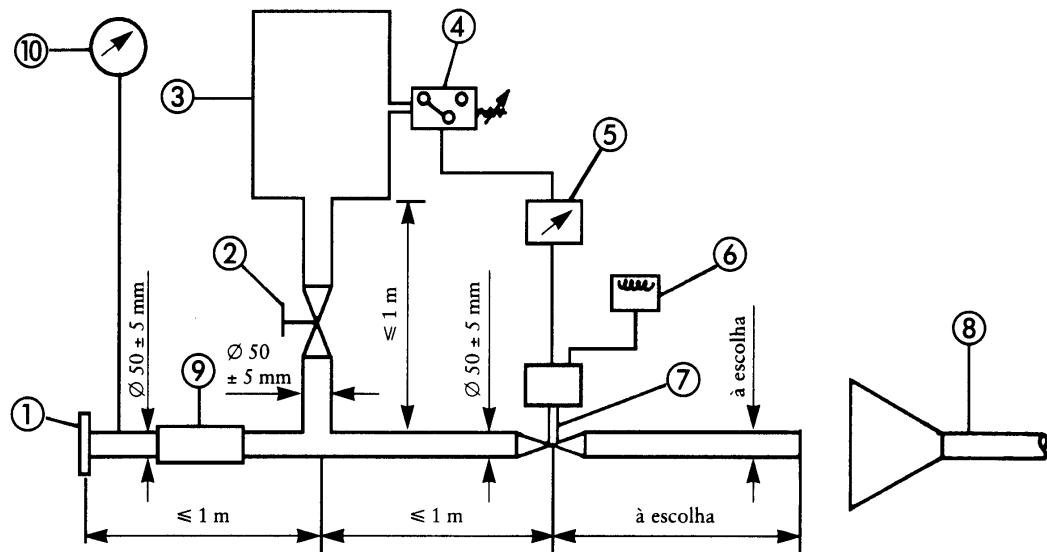 ④
⑩
③
⑤
②
⑥
≤ 1 m
Ø 50 ± 5 mm
Ø 50 ± 5 mm
Ø 50
± 5 mm
à escolha
⑧
⑨
⑦
①
≤ 1 m
≤ 1 m
à escolha